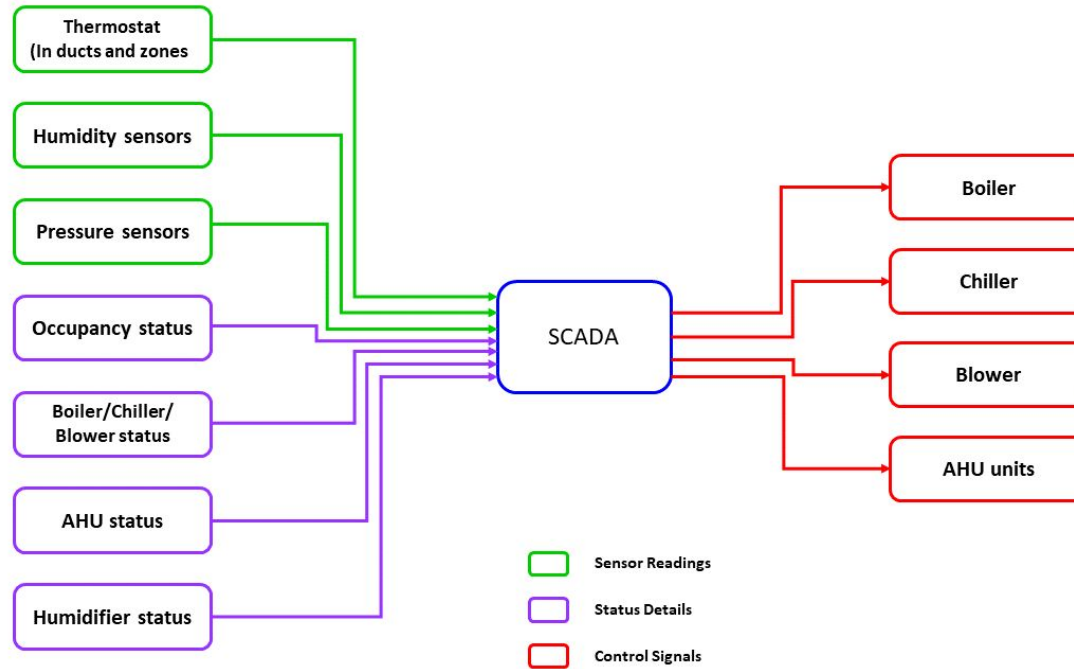 Thermostat
(In ducts and zones
Humidity sensors
Pressure sensors
Occupancy status
Boiler/Chiller/
Blower status
AHU status
Humidifier status
SCADA
Boiler
Chiller
Blower
AHU units
Sensor Readings
Status Details
Control Signals